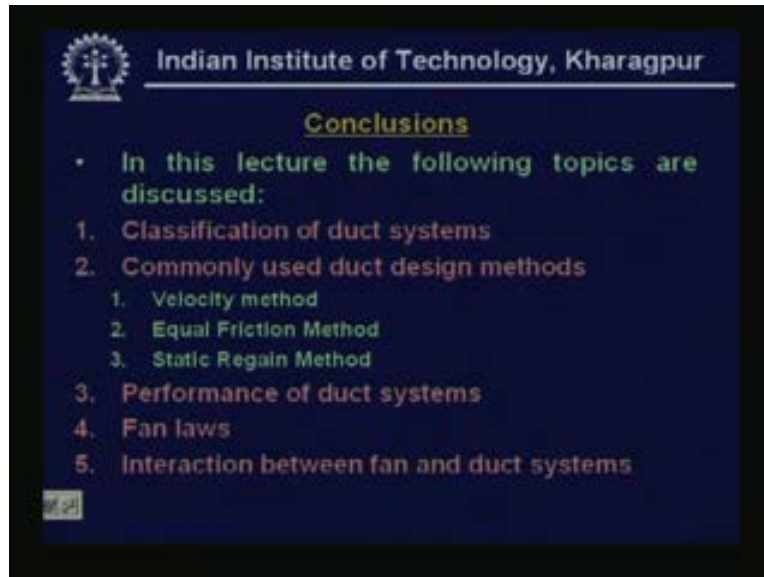 Indian Institute of Technology, Kharagpur
Conclusions
• In this lecture the following topics are
discussed:
1. Classification of duct systems
2. Commonly used duct design methods
1. Velocity method
2. Equal Friction Method
3. Static Regain Method
3. Performance of duct systems
4. Fan laws
5. Interaction between fan and duct systems